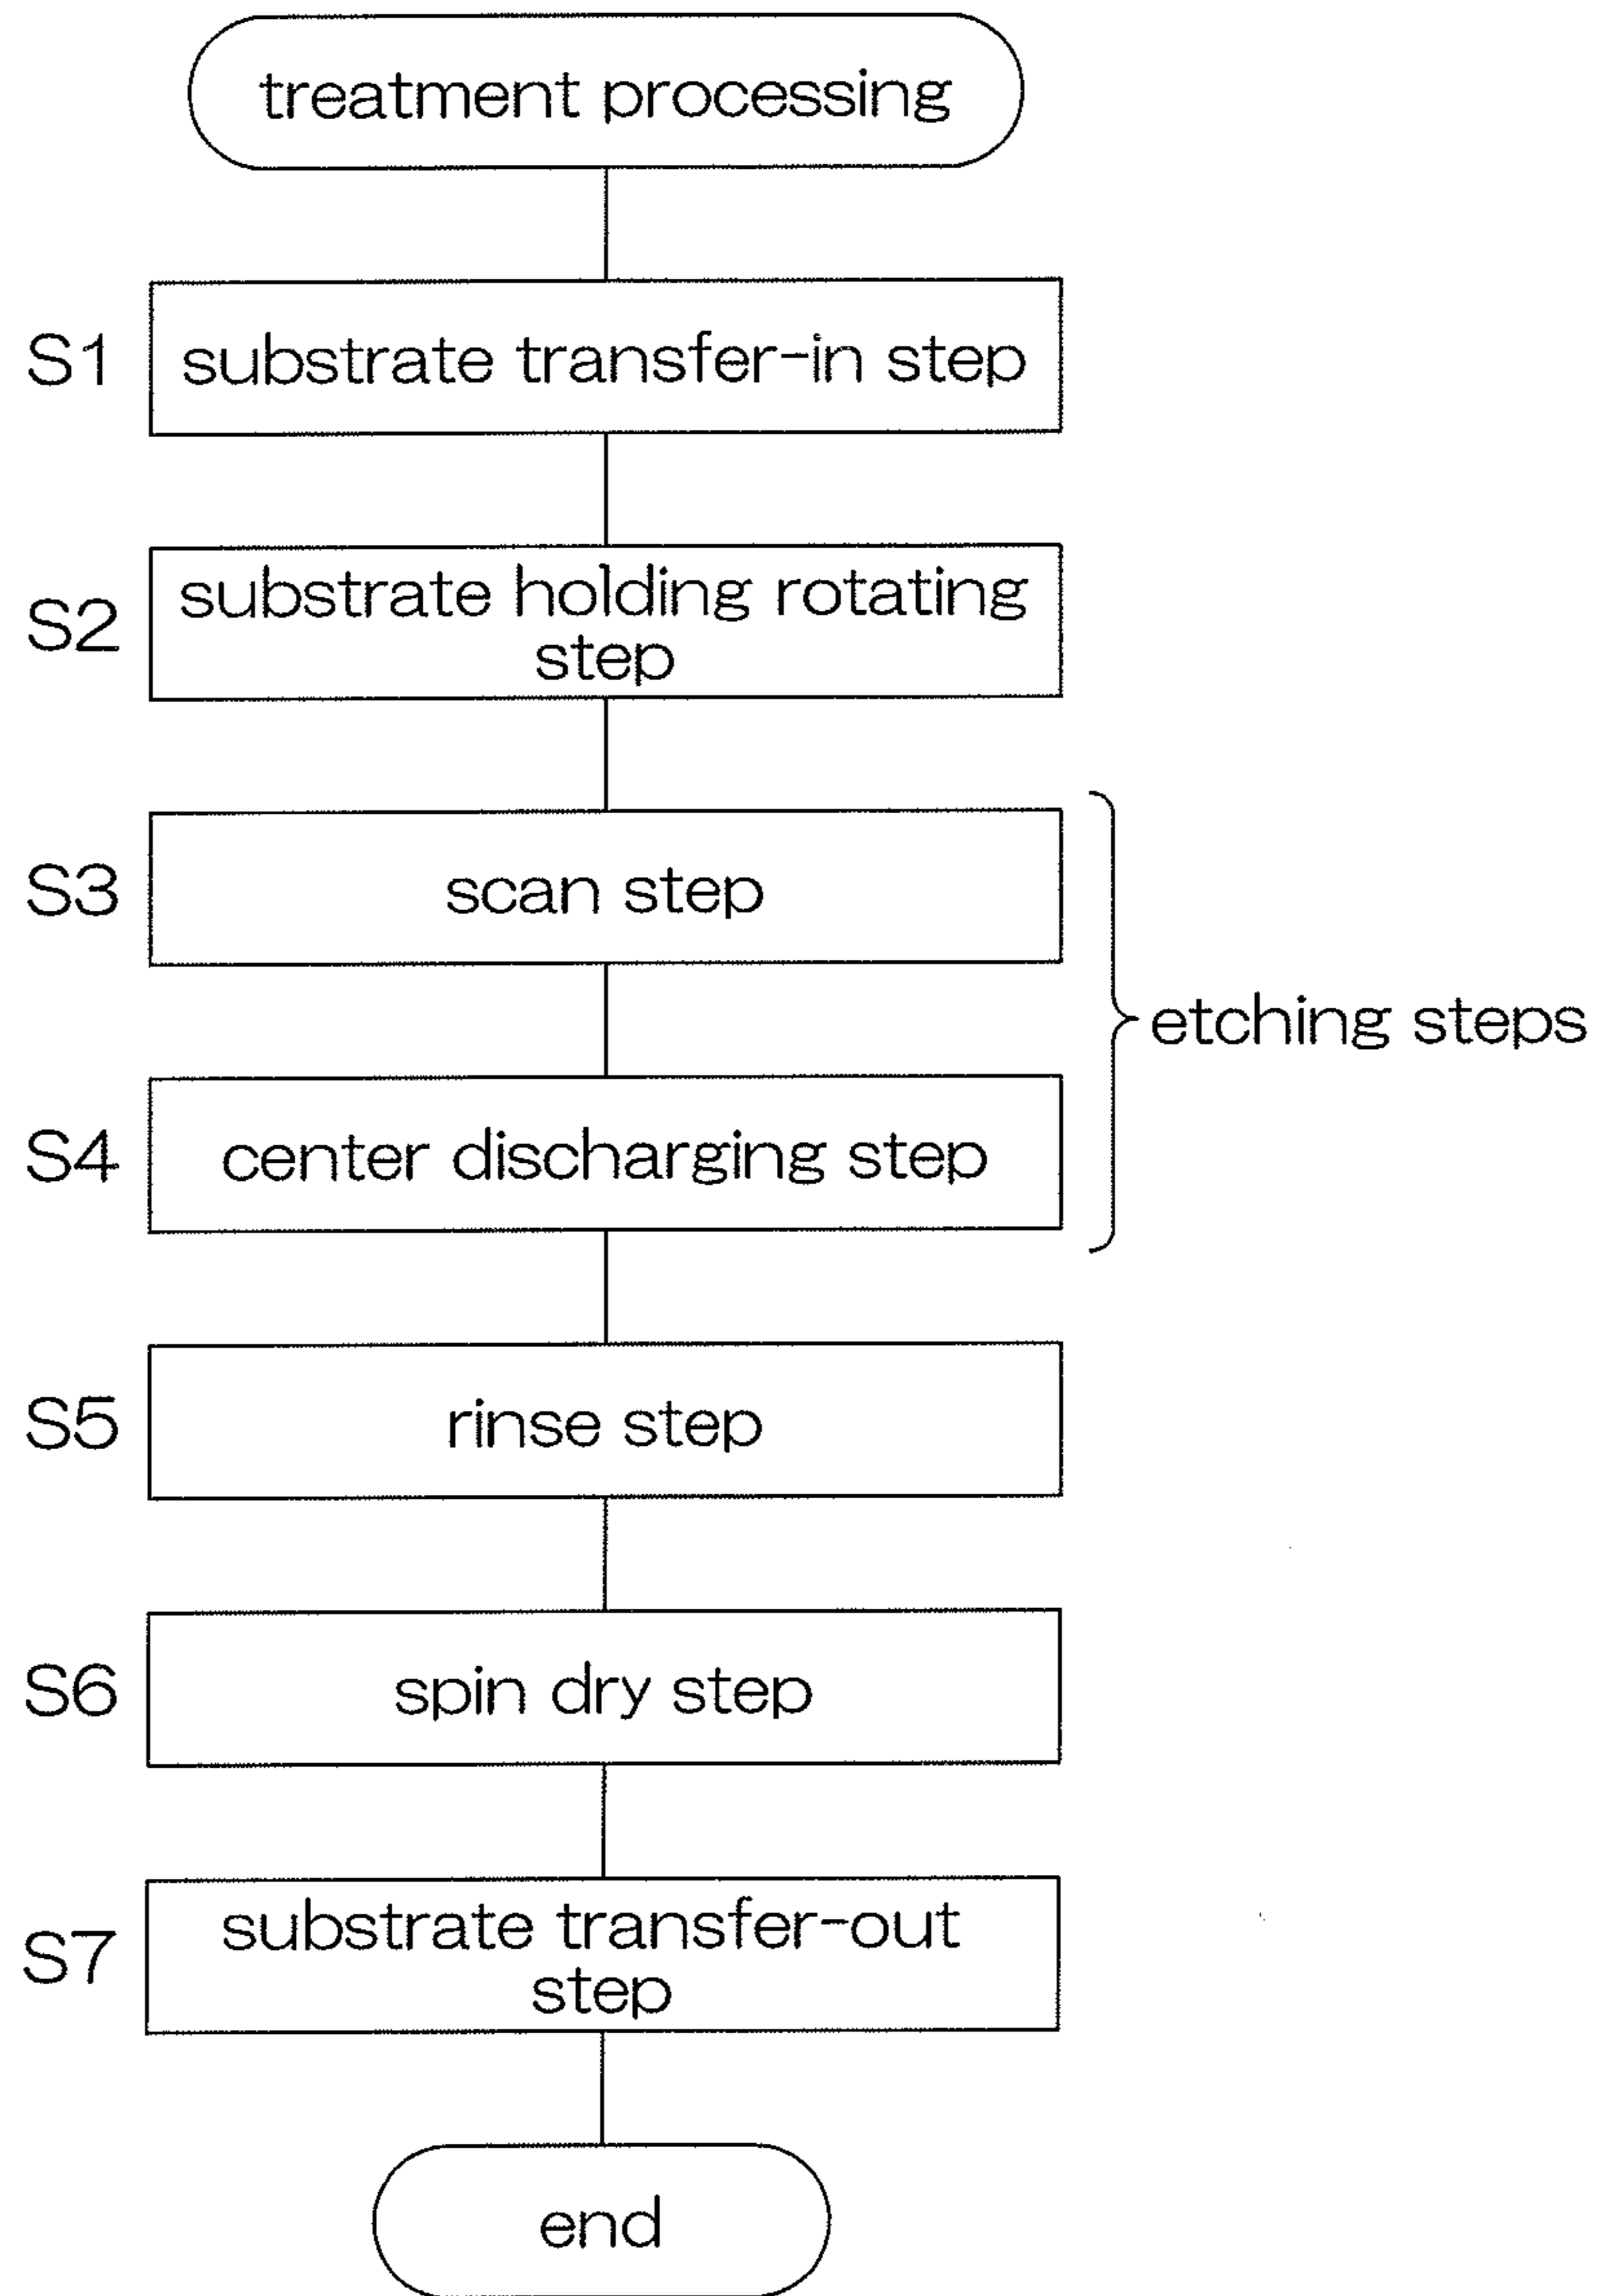 treatment processing
S1
substrate transfer-in step
S2
substrate holding rotating
step
S3
scan step
etching steps
S4
center discharging step
S5
rinse step
S6
spin dry step
S7
substrate transfer-out
step
end